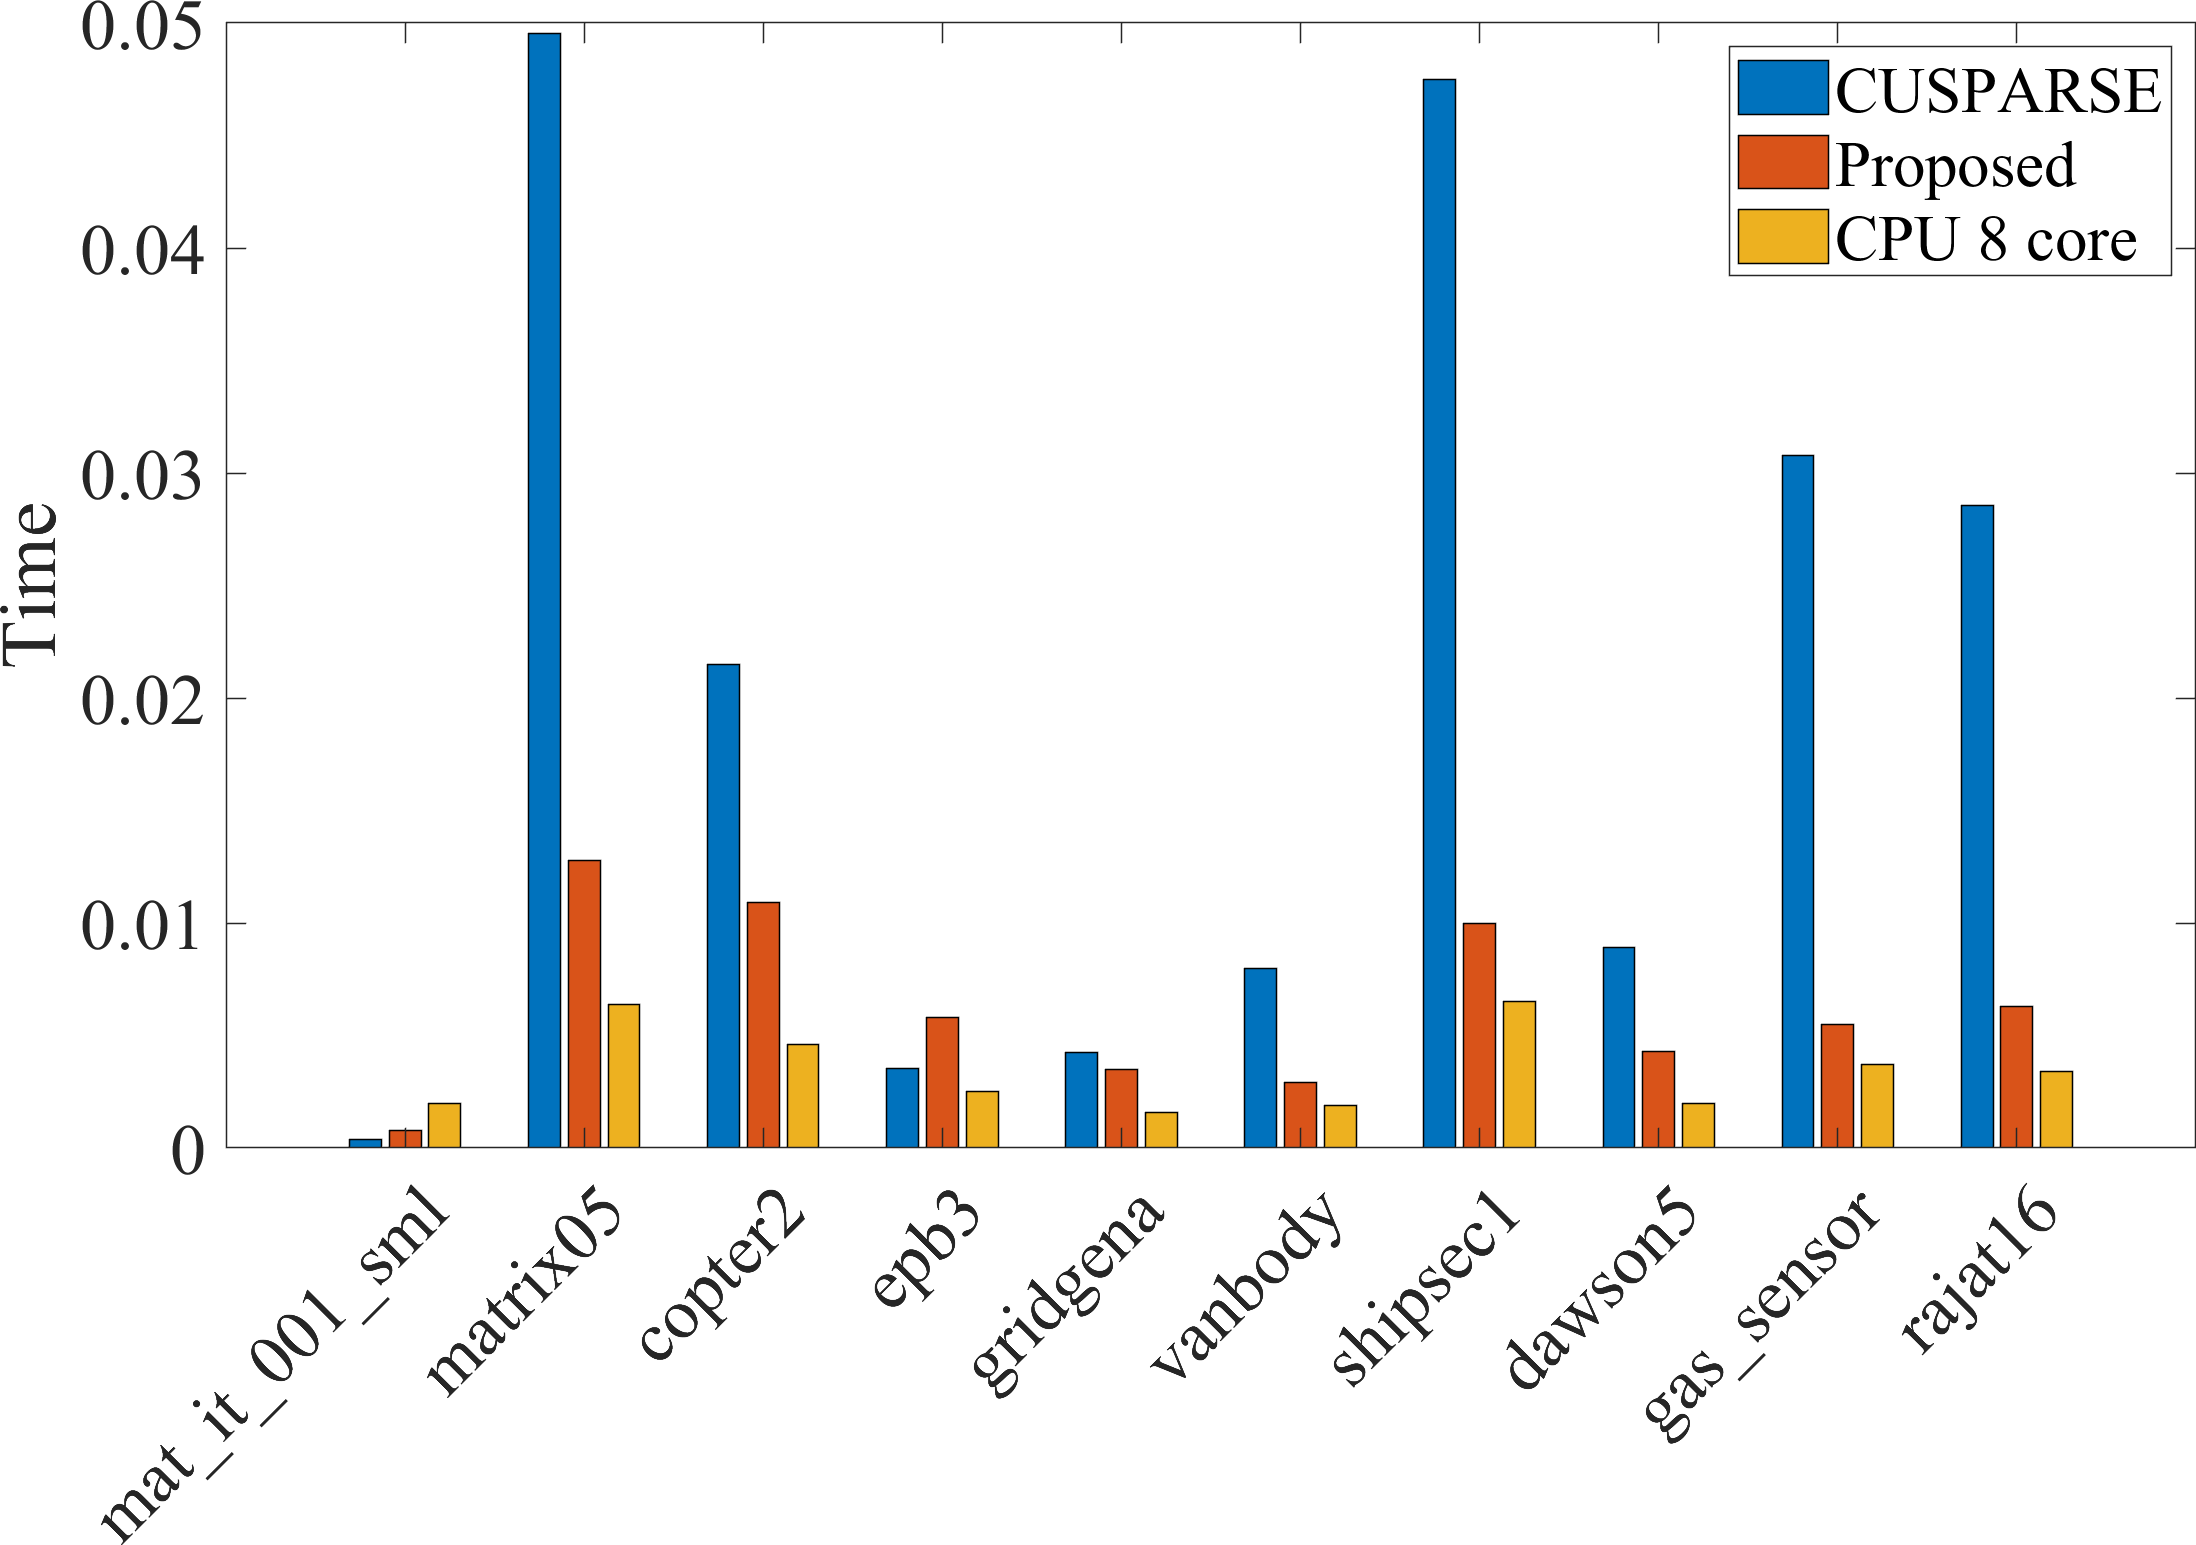 0.05
0.04
0.03
0.02
0.01
0
Time
CUSPARSE
Proposed
CPU 8 core
mat_it_001_sml
matrix05
copter2
epb3
gridgena
vanbody
shipsec1
dawson5
gas_sensor
rajat16